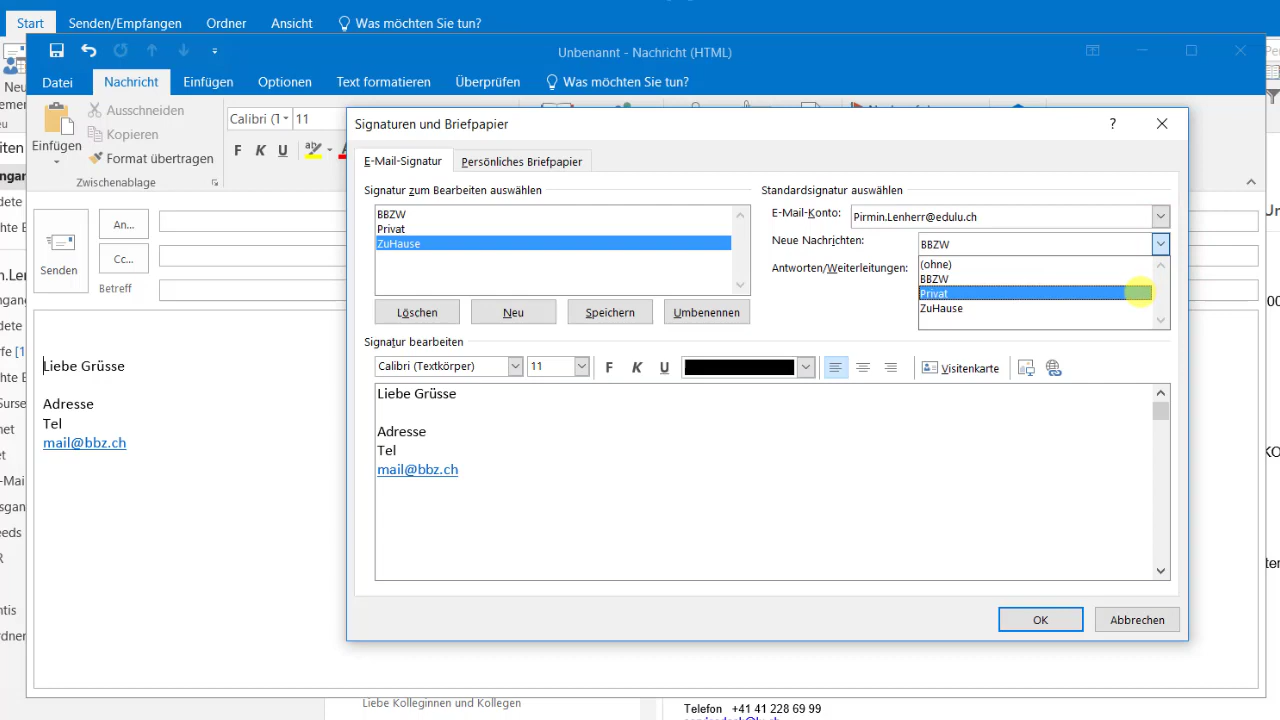 Start Senden/Empfangen Ordner Ansicht Was möchten Sie tun?
Unbenannt - Nachricht (HTML)
Datei Nachricht Einfügen Optionen Text formatieren Überprüfen Was möchten Sie tun?
Einfügen
Ausschneiden
Kopieren
Format übertragen
Zwischenablage
Calibri (T 11
F K U
Senden
An...
Cc...
Betreff
Liebe Grüsse
Adresse
Tel
mail@bbz.ch
Signaturen und Briefpapier
E-Mail-Signatur Persönliches Briefpapier
Signatur zum Bearbeiten auswählen
BBZW
Privat
ZuHause
Löschen Neu Speichern Umbenennen
Standardsignatur auswählen
E-Mail-Konto: Pirmin.Lenherr@edulu.ch
Neue Nachrichten: BBZW
Antworten/Weiterleitungen:
(ohne)
BBZW
Privat
ZuHause
Signatur bearbeiten
Calibri (Textkörper) 11 F K U Visitenkarte
Liebe Grüsse
Adresse
Tel
mail@bbz.ch
OK Abbrechen
Liebe Kolleginnen und Kollegen
Telefon +41 41 228 69 99